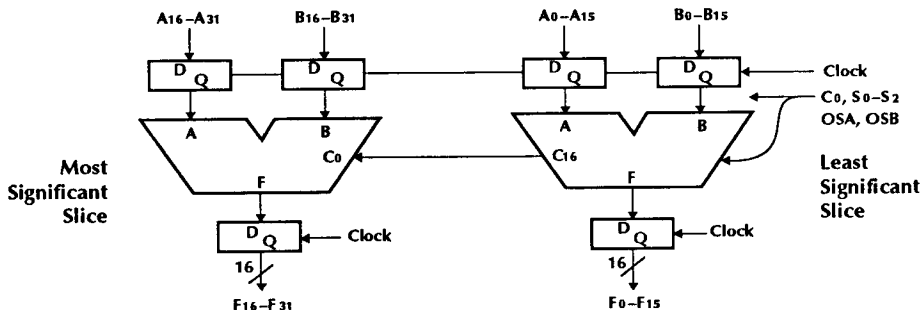 A16–A31 B16–B31 A0–A15 B0–B15
D Q D Q D Q D Q Clock
C0, S0–S2
OSA, OSB
A B A B
C0 C16
Most
Significant
Slice
F F
Least
Significant
Slice
D Q Clock D Q Clock
16 16
F16–F31 F0–F15